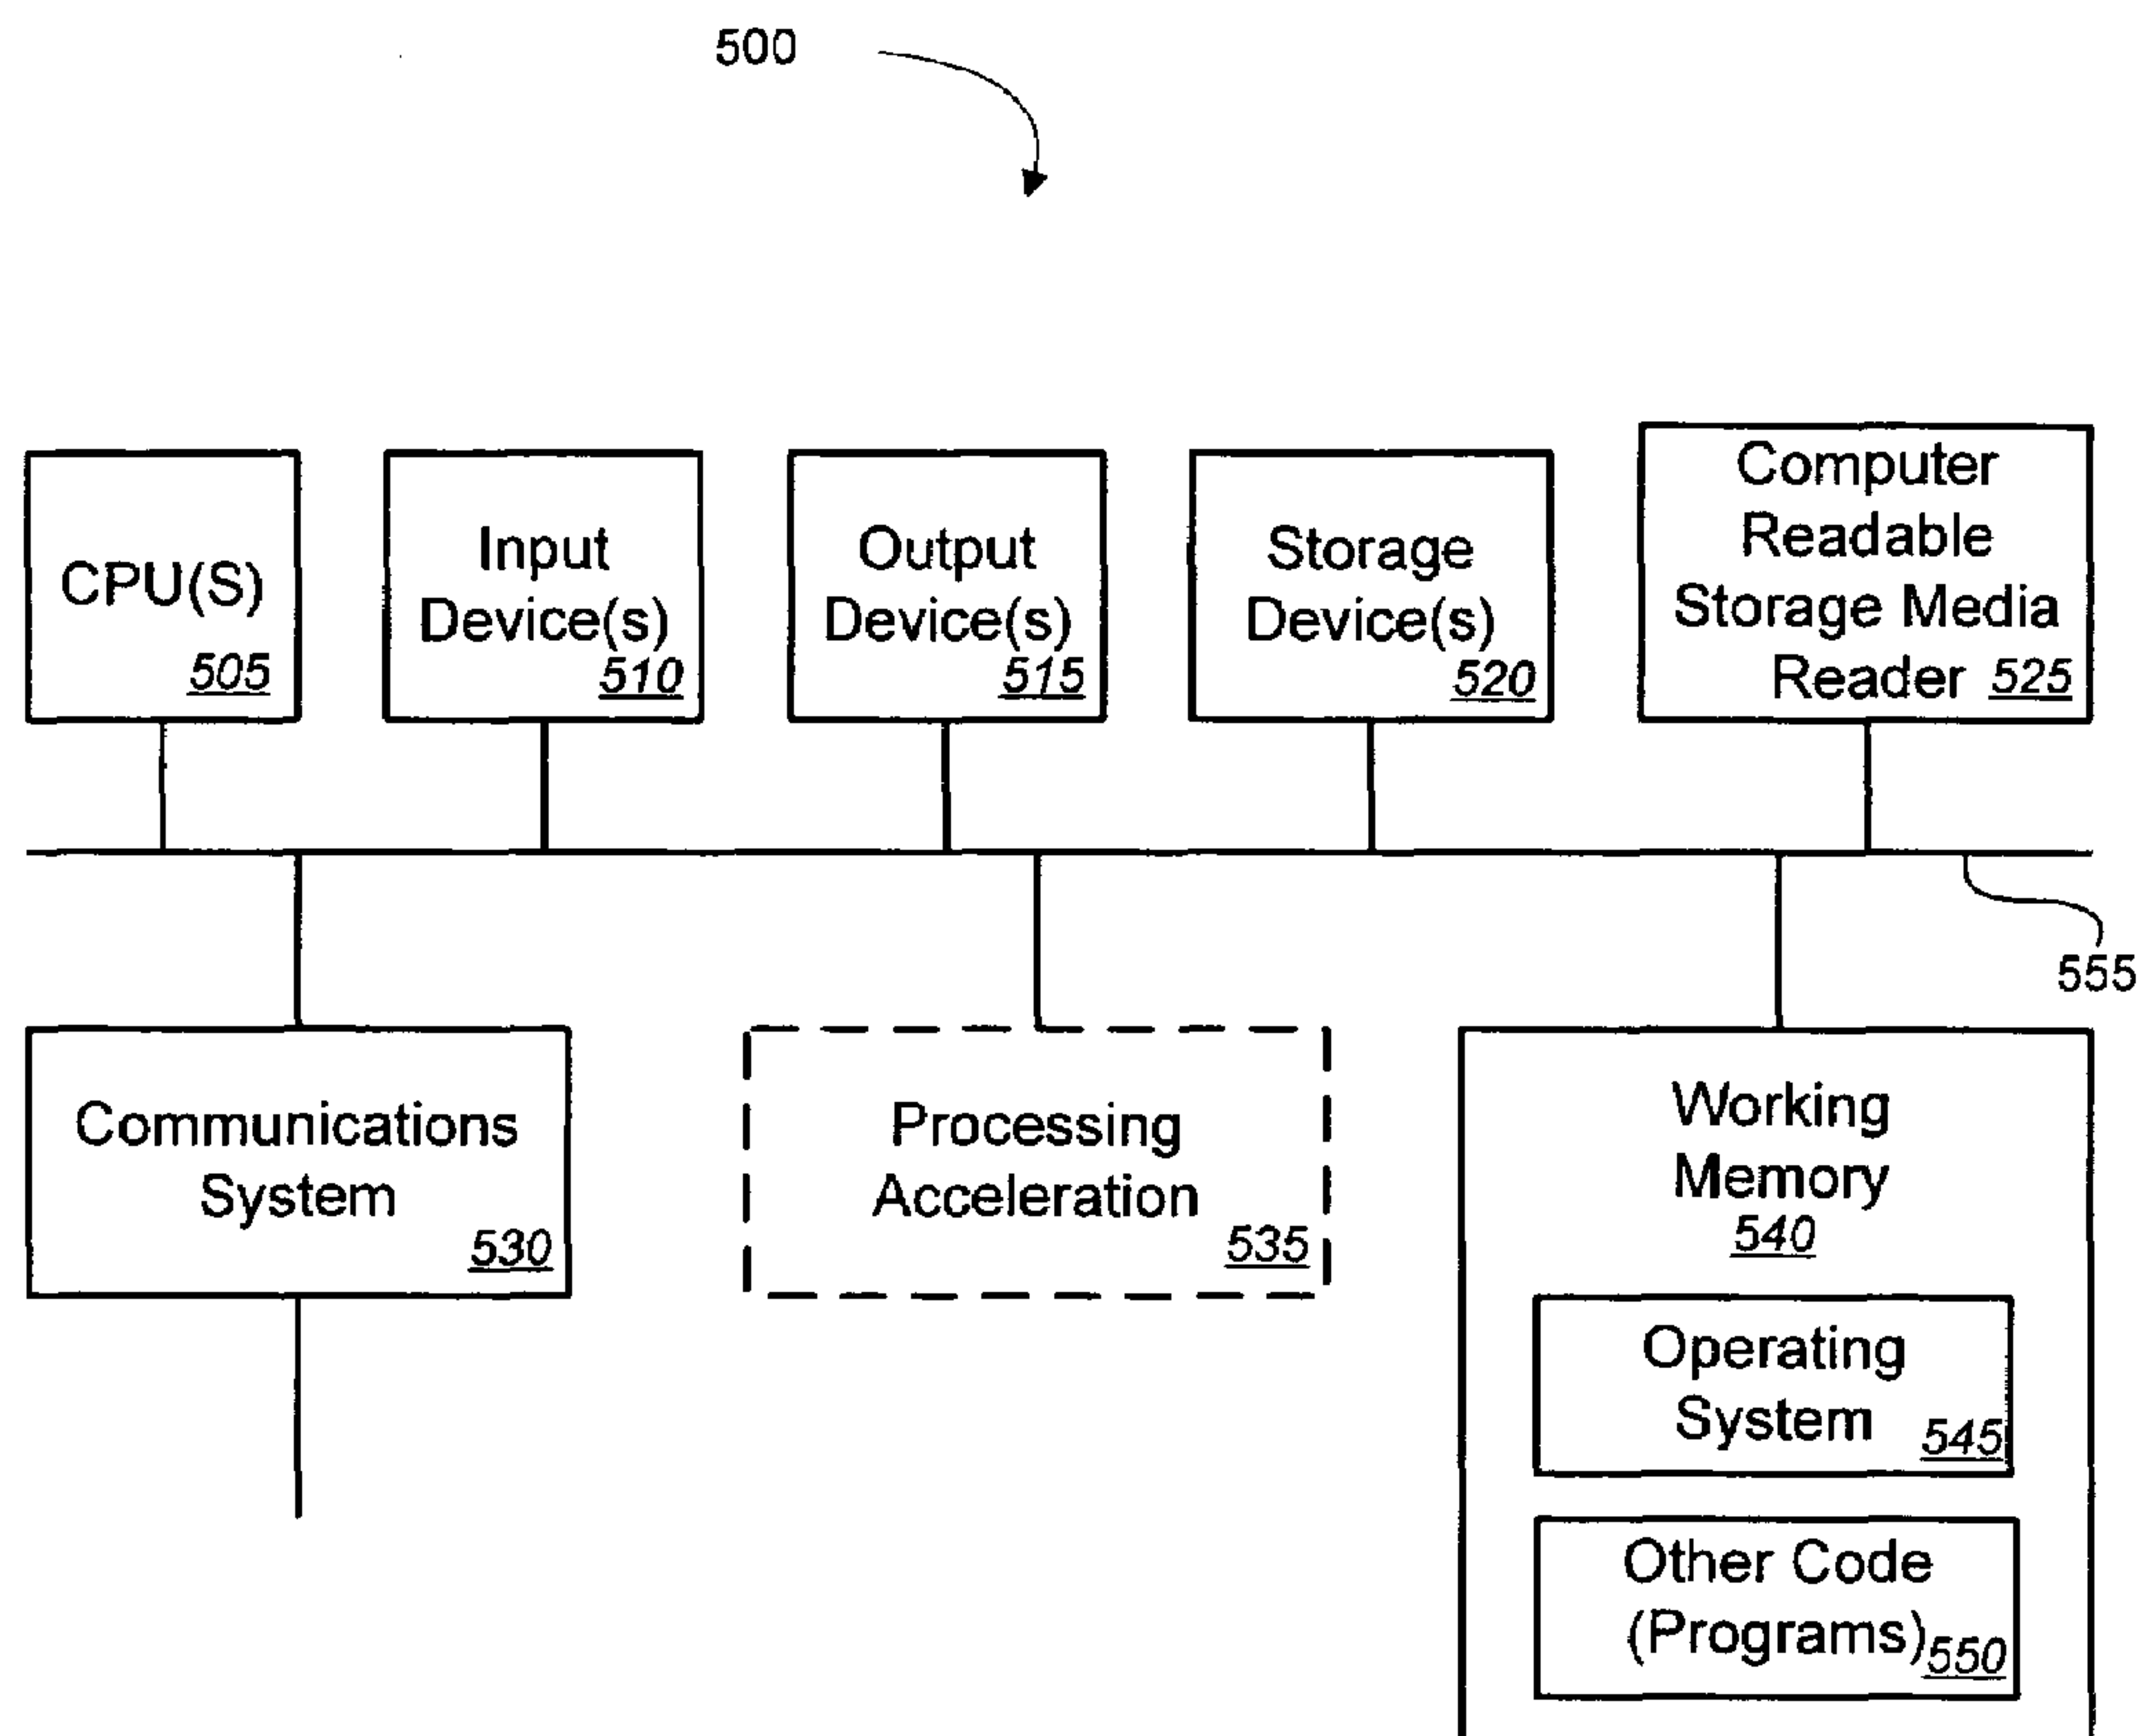 500
CPU(S)
505
Input
Device(s)
510
Output
Device(s)
515
Storage
Device(s)
520
Computer
Readable
Storage Media
Reader 525
555
Communications
System
530
Processing
Acceleration
535
Working
Memory
540
Operating
System
545
Other Code
(Programs)
550